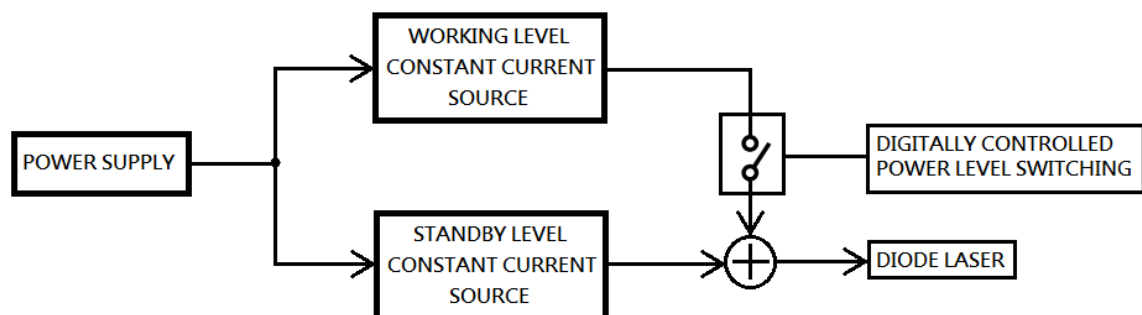 WORKING LEVEL
CONSTANT CURRENT
SOURCE
POWER SUPPLY
DIGITALLY CONTROLLED
POWER LEVEL SWITCHING
STANDBY LEVEL
CONSTANT CURRENT
SOURCE
DIODE LASER